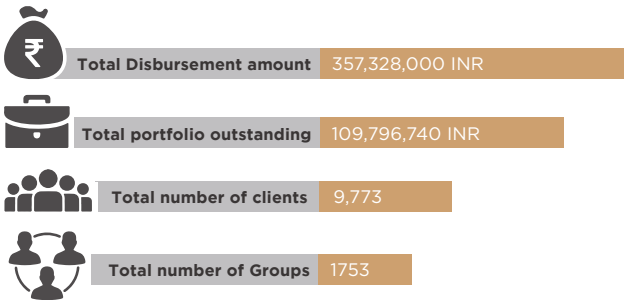 ₹
Total Disbursement amount 357,328,000 INR
Total portfolio outstanding 109,796,740 INR
Total number of clients 9,773
Total number of Groups 1753